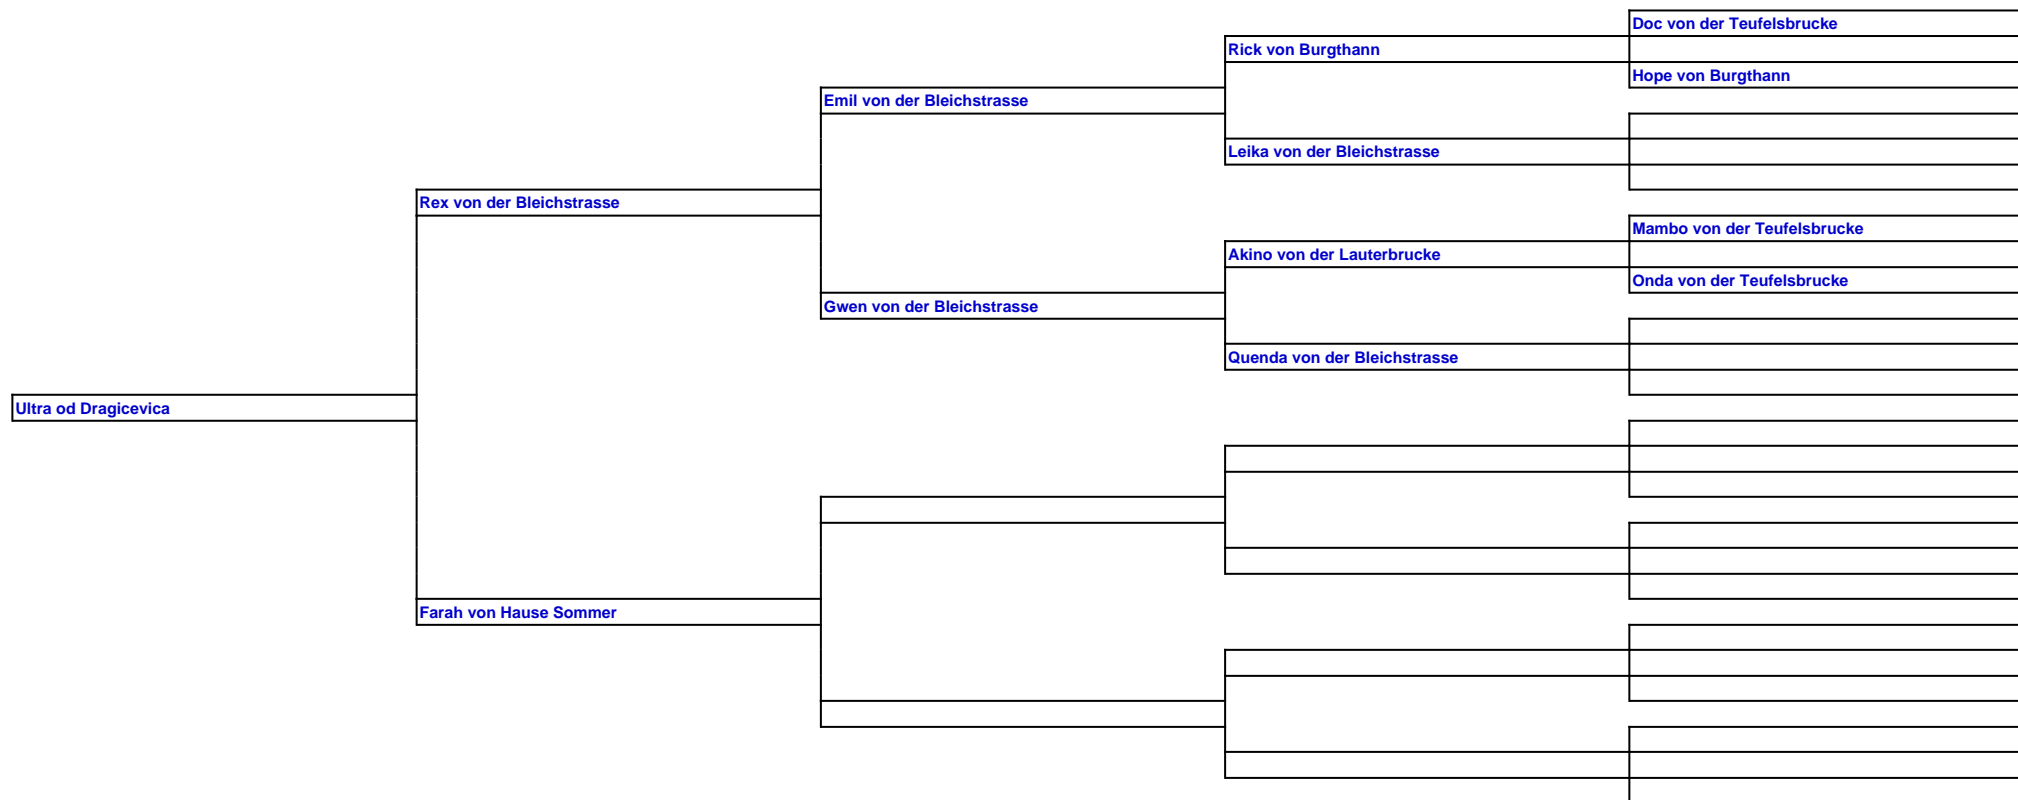 Doc von der Teufelsbrucke
Rick von Burgthann
Hope von Burgthann
Emil von der Bleichstrasse
Leika von der Bleichstrasse
Rex von der Bleichstrasse
Mambo von der Teufelsbrucke
Akino von der Lauterbrucke
Onda von der Teufelsbrucke
Gwen von der Bleichstrasse
Quenda von der Bleichstrasse
Ultra od Dragicevica
Farah von Hause Sommer